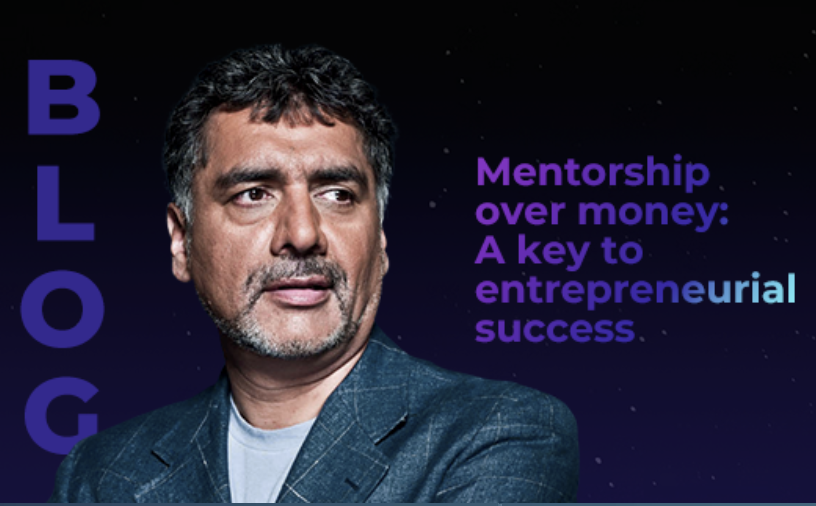 BLOG
Mentorship
over money:
A key to
entrepreneurial
success